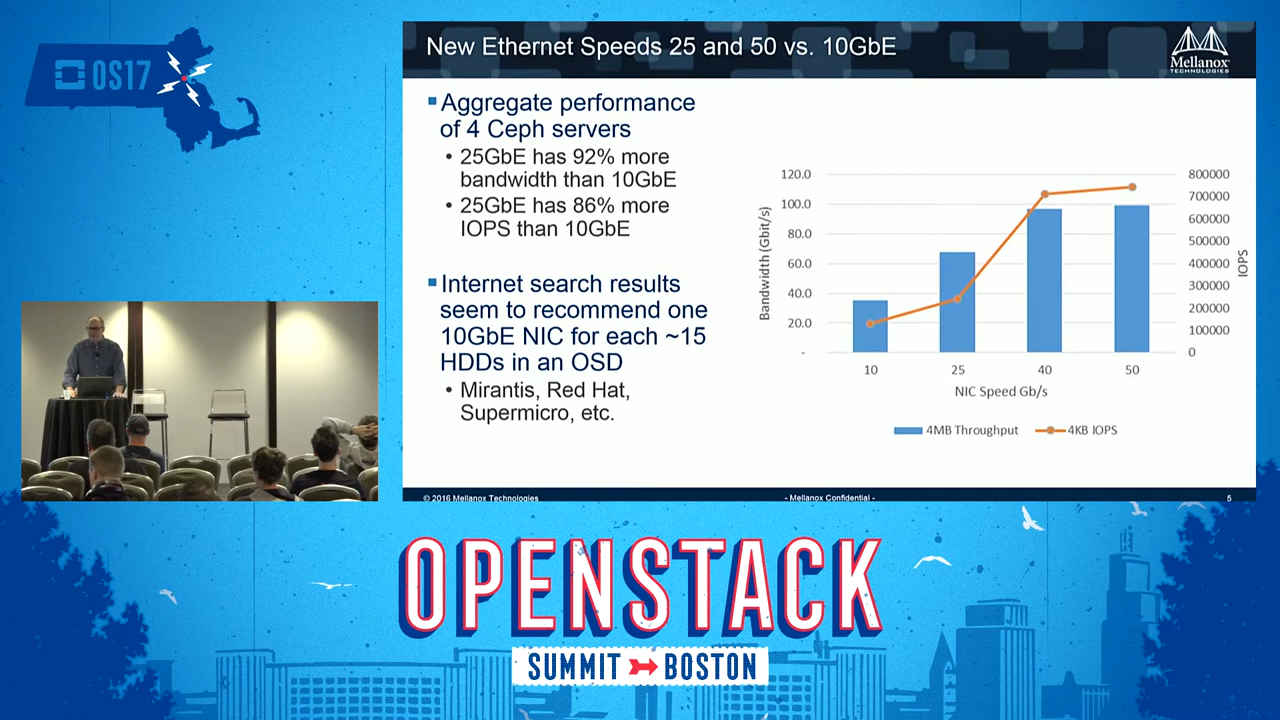 OS17
New Ethernet Speeds 25 and 50 vs. 10GbE
Mellanox
TECHNOLOGIES
Aggregate performance
of 4 Ceph servers
• 25GbE has 92% more
bandwidth than 10GbE
• 25GbE has 86% more
IOPS than 10GbE
Internet search results
seem to recommend one
10GbE NIC for each ~15
HDDs in an OSD
• Mirantis, Red Hat,
Supermicro, etc.
Bandwidth (Gbit/s)
120.0
100.0
80.0
60.0
40.0
20.0
-
800000
700000
600000
500000
400000
300000
200000
100000
0
IOPS
10 25 40 50
NIC Speed Gb/s
4MB Throughput 4KB IOPS
© 2016 Mellanox Technologies - Mellanox Confidential - 5
OPENSTACK
SUMMIT BOSTON